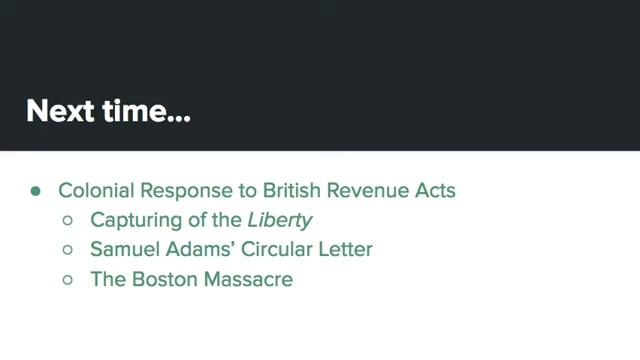 Next time...
● Colonial Response to British Revenue Acts
○ Capturing of the Liberty
○ Samuel Adams’ Circular Letter
○ The Boston Massacre